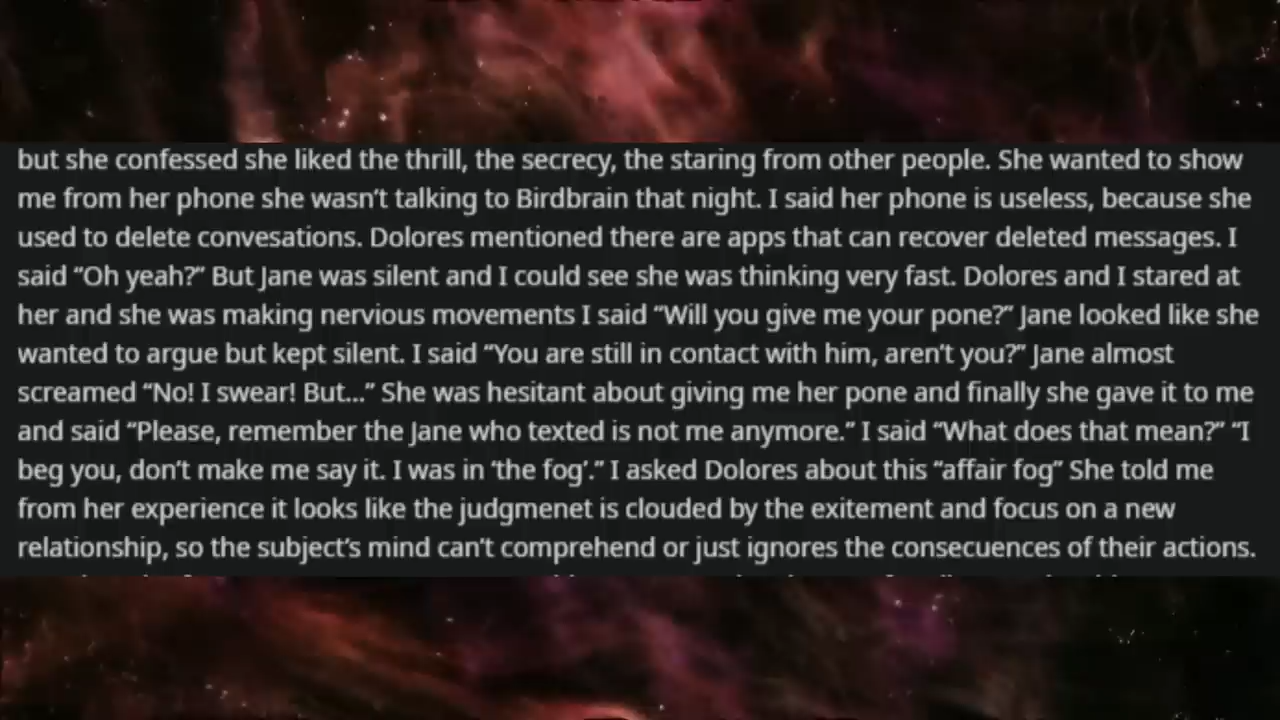 but she confessed she liked the thrill, the secrecy, the staring from other people. She wanted to show
me from her phone she wasn’t talking to Birdbrain that night. I said her phone is useless, because she
used to delete convesations. Dolores mentioned there are apps that can recover deleted messages. I
said “Oh yeah?” But Jane was silent and I could see she was thinking very fast. Dolores and I stared at
her and she was making nervious movements I said “Will you give me your pone?” Jane looked like she
wanted to argue but kept silent. I said “You are still in contact with him, aren’t you?” Jane almost
screamed “No! I swear! But...” She was hesitant about giving me her pone and finally she gave it to me
and said “Please, remember the Jane who texted is not me anymore.” I said “What does that mean?” “I
beg you, don’t make me say it. I was in ‘the fog’.” I asked Dolores about this “affair fog” She told me
from her experience it looks like the judgmenet is clouded by the exitement and focus on a new
relationship, so the subject’s mind can’t comprehend or just ignores the consecuences of their actions.